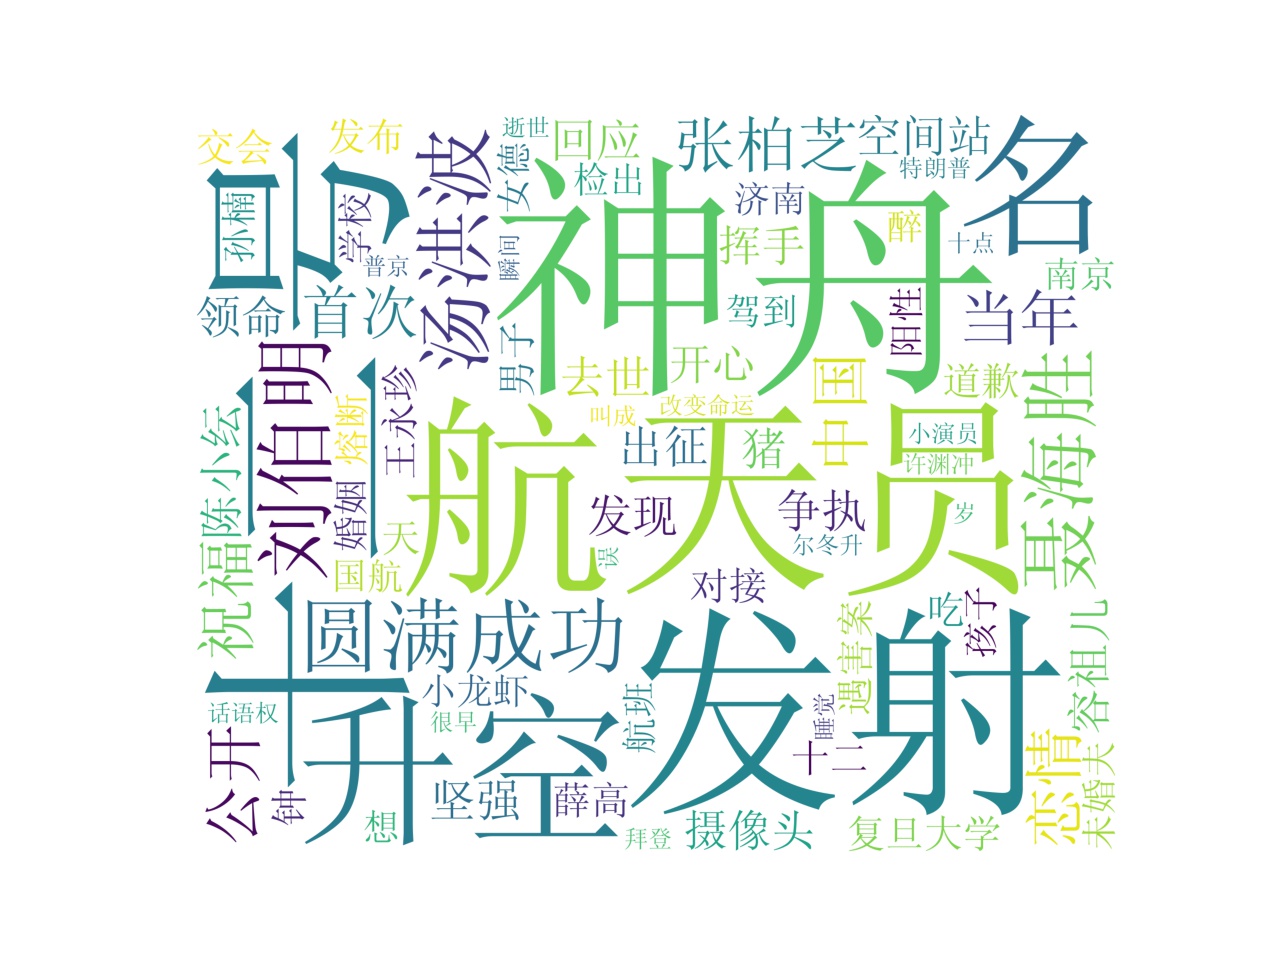 交会
发布
汤洪波
逝世
女德
回应
检出
张柏芝
空间站
特朗普
名
号
孙楠
学校
普京
瞬间
神舟
济南
挥手
醉
十点
南京
领命
首次
男子
驾到
阳性
当年
刘伯明
去世
开心
中国
道歉
聂海胜
陈小纭
熔断
王永珍
叫成
改变命运
出征
猪
小演员
许渊冲
十二
航天员
婚姻
天
国航
发现
争执
岁
尔冬升
误
祝福
对接
圆满成功
发射
遇害案
吃
孩子
容祖儿
小龙虾
很早
航班
睡觉
十二
话语权
升空
公开
钟
坚强
薛高
恋情
未婚夫
想
拜登
摄像头
复旦大学